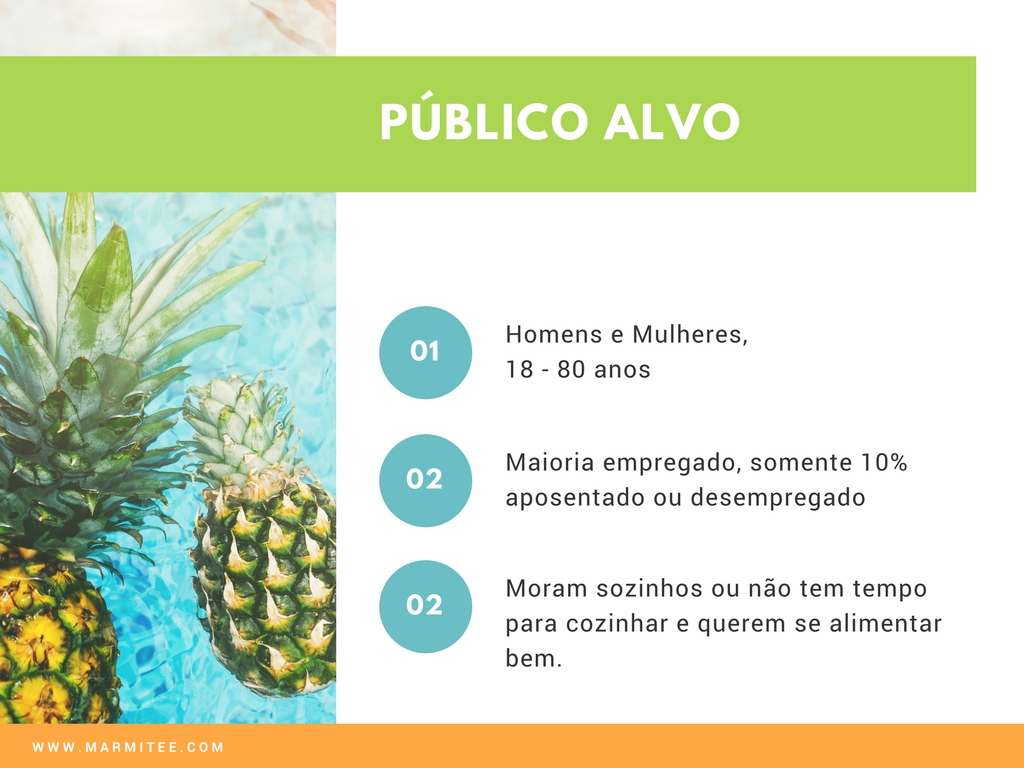 PÚBLICO ALVO
01
Homens e Mulheres,
18 - 80 anos
02
Maioria empregado, somente 10%
aposentado ou desempregado
02
Moram sozinhos ou não tem tempo
para cozinhar e querem se alimentar
bem.
WWW.MARMITEE.COM